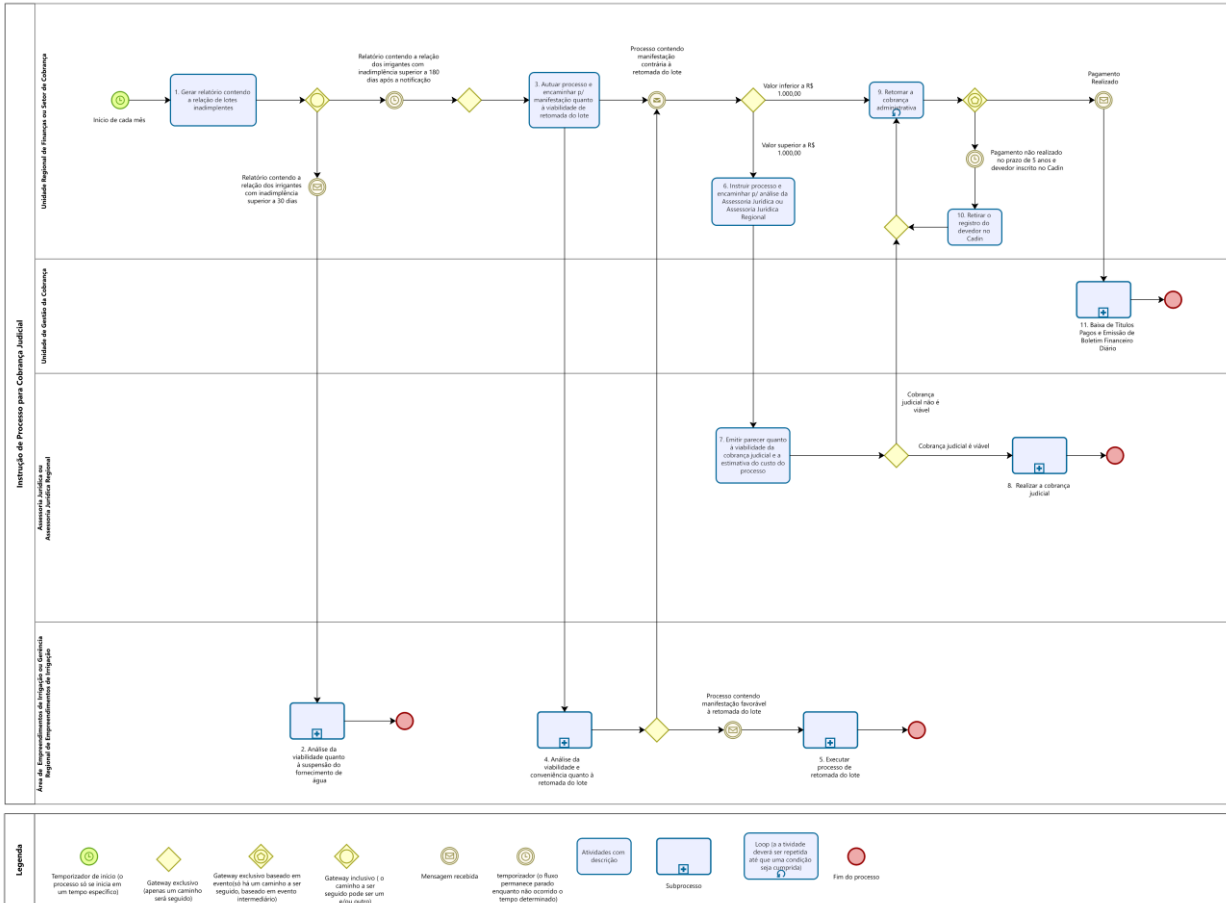 Instrução de Processo para Cobrança Judicial
Unidade Regional de Finanças ou Setor de Cobrança
Início de cada mês
1. Gerar relatório contendo
a relação de lotes
inadimplentes
Relatório contendo a relação
dos irrigantes com
inadimplência superior a 180
dias após a notificação
Relatório contendo a
relação dos irrigantes
com inadimplência
superior a 30 dias
3. Autuar processo e
encaminhar p/
manifestação quanto
à viabilidade de
retomada do lote
Processo contendo
manifestação
contrária à
retomada do lote
Valor inferior a R$
1.000,00
Valor superior a R$
1.000,00
6. Instruir processo e
encaminhar p/ análise da
Assessoria Jurídica ou
Assessoria Jurídica
Regional
9. Retomar a
cobrança
administrativa
Pagamento
Realizado
Pagamento não realizado
no prazo de 5 anos e
devedor inscrito no Cadin
10. Retirar o
registro do
devedor no
Cadin
Unidade de Gestão da Cobrança
11. Baixa de Títulos
Pagos e Emissão de
Boletim Financeiro
Diário
Assessoria Jurídica ou
Assessoria Jurídica Regional
7. Emitir parecer quanto
à viabilidade da
cobrança judicial e a
estimativa do custo do
processo
Cobrança
judicial não é
viável
Cobrança judicial é viável
8. Realizar a cobrança
judicial
Área de Empreendimentos de Irrigação ou Gerência
Regional de Empreendimentos de Irrigação
2. Análise da
viabilidade quanto
à suspensão do
fornecimento de
água
4. Análise da
viabilidade e
conveniência quanto à
retomada do lote
Processo contendo
manifestação favorável
à retomada do lote
5. Executar
processo de
retomada do lote
Legenda
Temporizador de início (o
processo só se inicia em
um tempo específico)
Gateway exclusivo
(apenas um caminho
será seguido)
Gateway exclusivo baseado em
evento(só há um caminho a ser
seguido, baseado em evento
intermediário)
Gateway inclusivo ( o
caminho a ser
seguido pode ser um
e/ou outro)
Mensagem recebida
temporizador (o fluxo
permanece parado
enquanto não ocorrido o
tempo determinado)
Atividades com
descrição
Subprocesso
Loop (a a tividade
deverá ser repetida
até que uma condição
seja cumprida)
Fim do processo